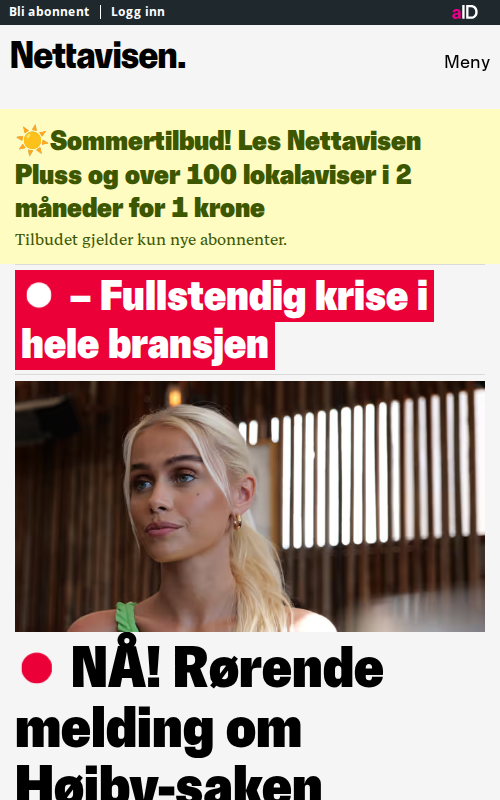 Bli abonnent | Logg inn
aID
Nettavisen.
Meny
☀️Sommertilbud! Les Nettavisen
Pluss og over 100 lokalaviser i 2
måneder for 1 krone
Tilbudet gjelder kun nye abonnenter.
– Fullstendig krise i
hele bransjen
NÅ! Rørende
melding om
Høiby-saken